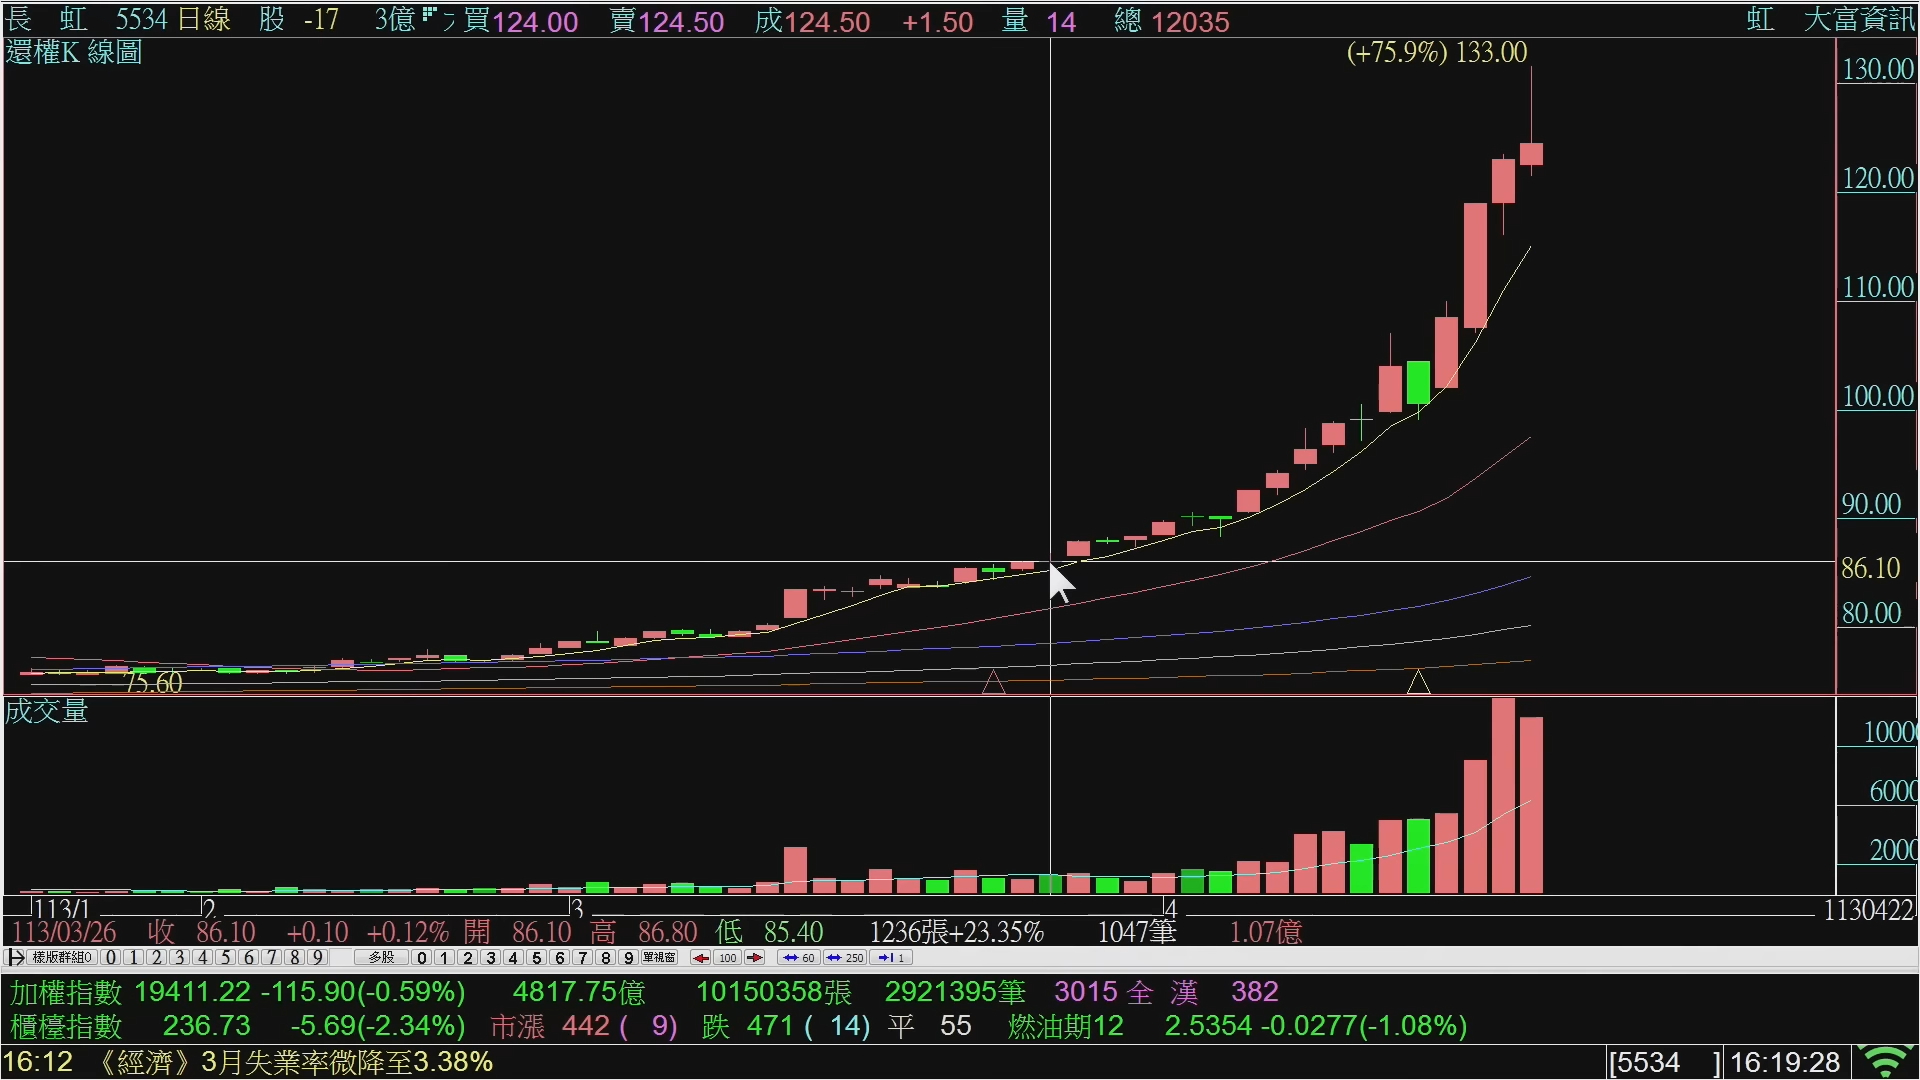 長 虹 5534 日線 股 -17 3億 買124.00 賣124.50 成124.50 +1.50 量 14 總 12035 虹 大富資訊
還權K 線圖
(+75.9%) 133.00
130.00
120.00
110.00
100.00
90.00
86.10
80.00
75.60
成交量
10000
6000
2000
113/1 2 3 4 1130422
113/03/26 收 86.10 +0.10 +0.12% 開 86.10 高 86.80 低 85.40 1236張+23.35% 1047筆 1.07億
樣版群組0 0 1 2 3 4 5 6 7 8 9 多股 0 1 2 3 4 5 6 7 8 9 單視窗 100 60 250 1
加權指數 19411.22 -115.90(-0.59%) 4817.75億 10150358張 2921395筆 3015 全 漢 382
櫃檯指數 236.73 -5.69(-2.34%) 市漲 442 ( 9) 跌 471 ( 14) 平 55 燃油期12 2.5354 -0.0277(-1.08%)
16:12 《經濟》3月失業率微降至3.38% [5534 ] 16:19:28